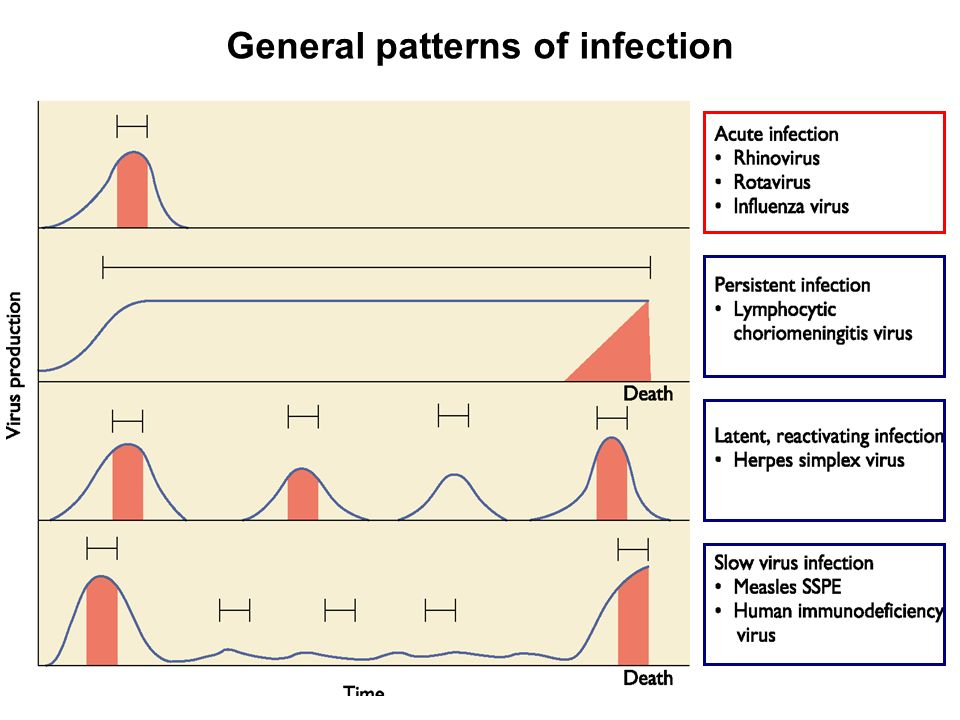 General patterns of infection
Acute infection
• Rhinovirus
• Rotavirus
• Influenza virus
Persistent infection
• Lymphocytic
choriomeningitis virus
Virus production
Death
Latent, reactivating infection
• Herpes simplex virus
Slow virus infection
• Measles SSPE
• Human immunodeficiency
virus
Death
Time